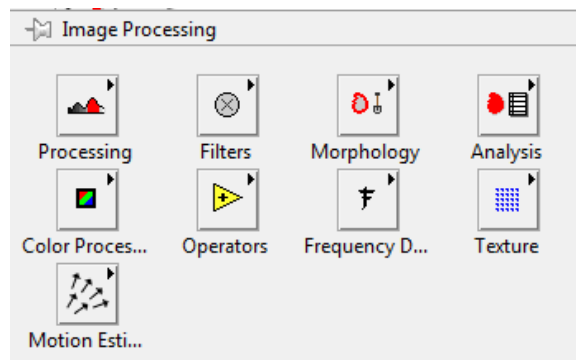 Image Processing
Processing Filters Morphology Analysis
Color Proces... Operators Frequency D... Texture
Motion Esti...